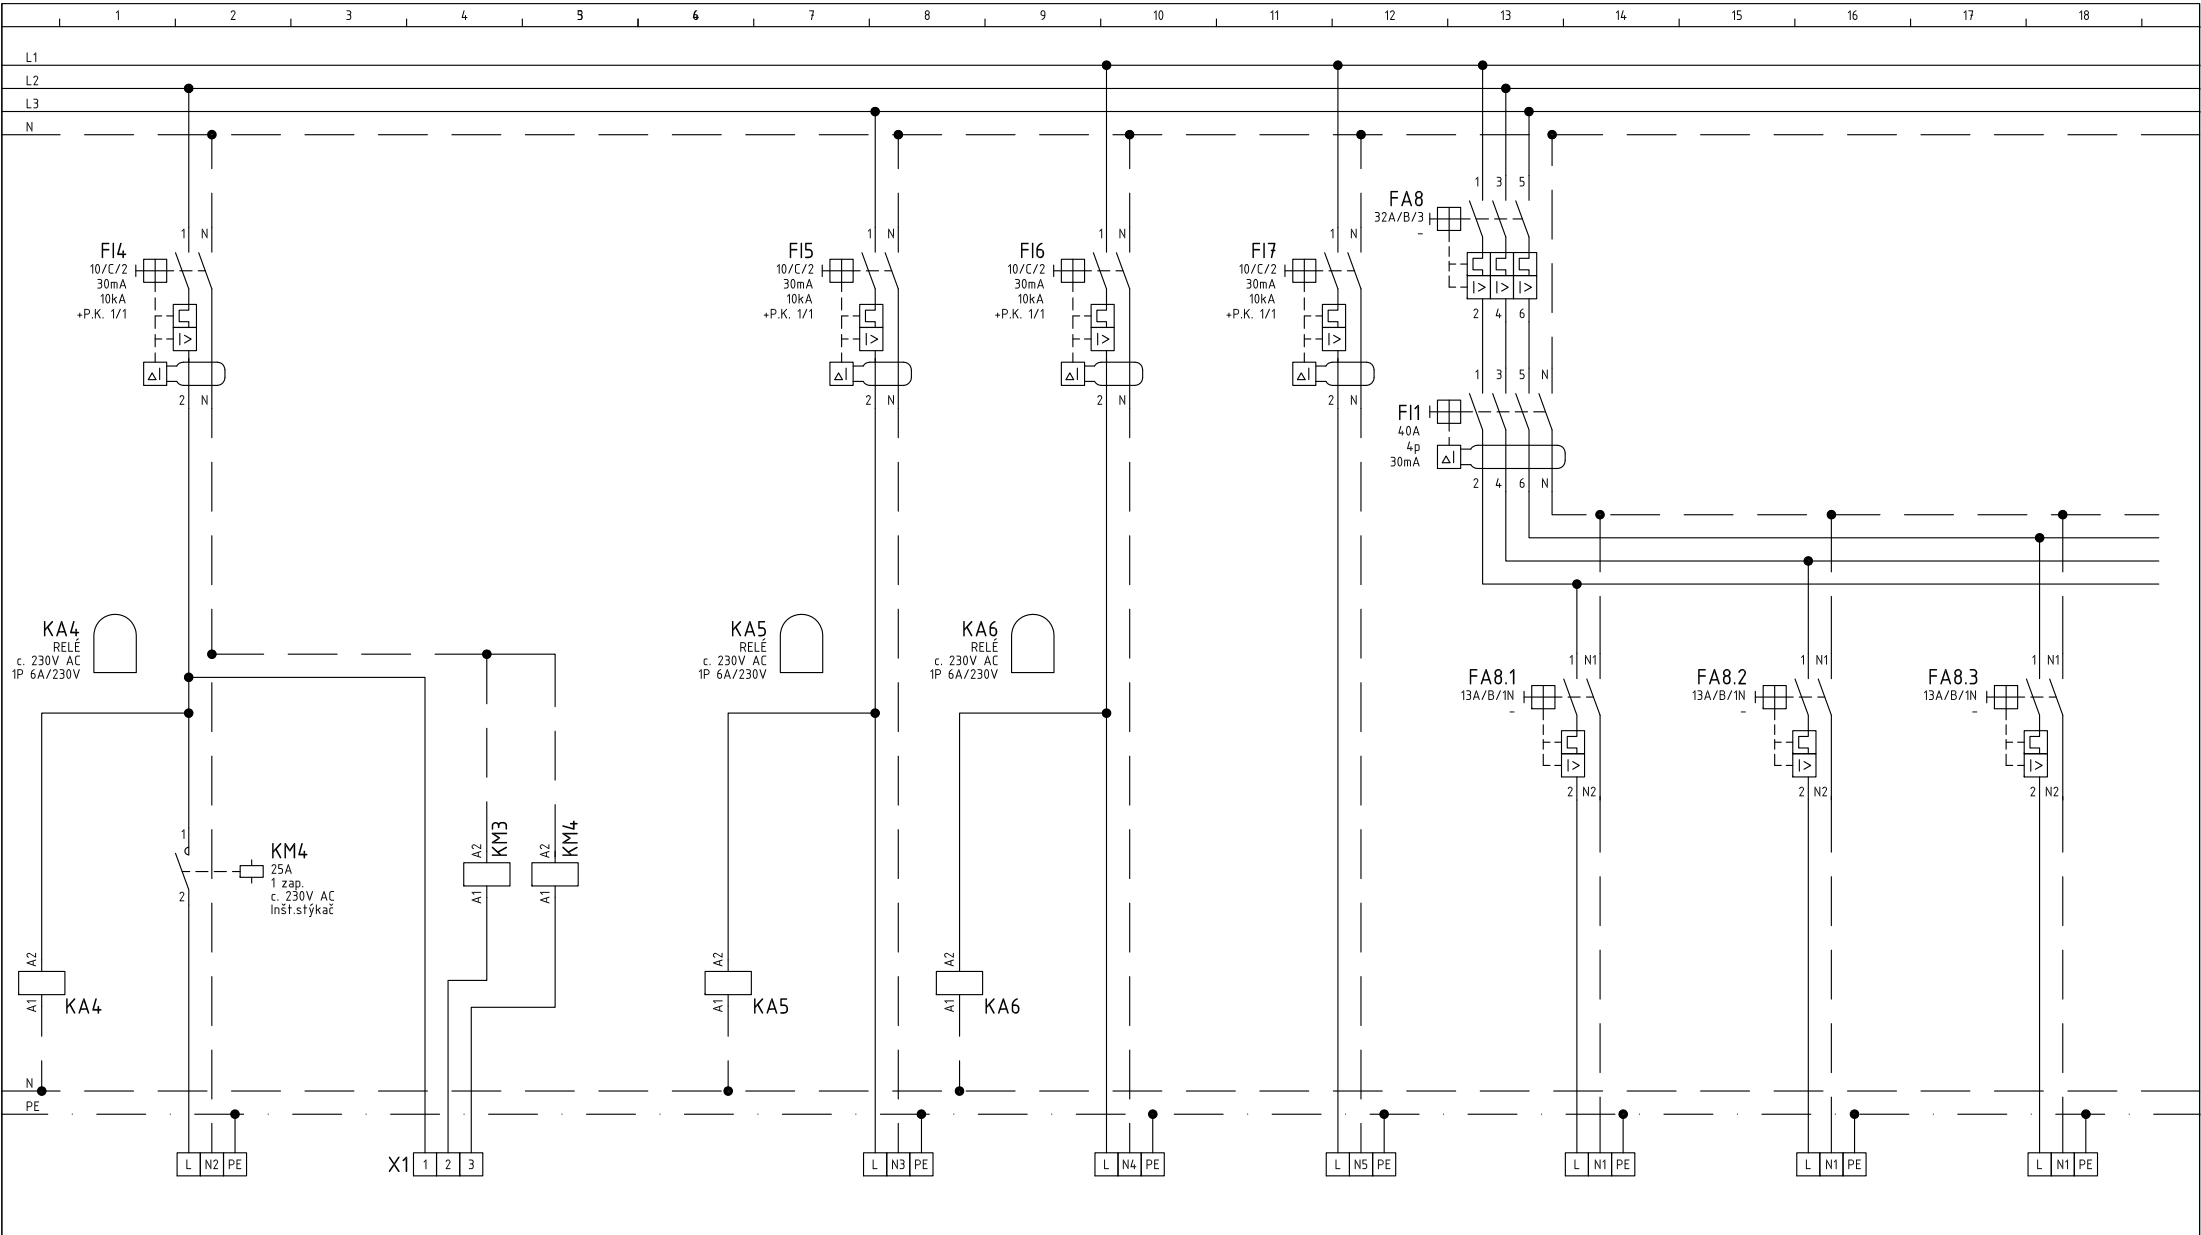 1 2 3 4 5 6 7 8 9 10 11 12 13 14 15 16 17 18
L1
L2
L3
N
1 N
FI4
10/C/2
30mA
10kA
+P.K. 1/1
I>
ΔI
2 N
1 N
FI5
10/C/2
30mA
10kA
+P.K. 1/1
I>
ΔI
2 N
1 N
FI6
10/C/2
30mA
10kA
+P.K. 1/1
I>
ΔI
2 N
1 N
FI7
10/C/2
30mA
10kA
+P.K. 1/1
I>
ΔI
2 N
1 3 5
FA8
32A/B/3
-
I> I> I>
2 4 6
1 3 5 N
FI1
40A
4p
30mA
ΔI
2 4 6 N
KA4
RELÉ
c. 230V AC
1P 6A/230V
KA5
RELÉ
c. 230V AC
1P 6A/230V
KA6
RELÉ
c. 230V AC
1P 6A/230V
1 N1
FA8.1
13A/B/1N
-
I>
2 N2
1 N1
FA8.2
13A/B/1N
-
I>
2 N2
1 N1
FA8.3
13A/B/1N
-
I>
2 N2
1
KM4
25A
1 zap.
c. 230V AC
Inšt.stýkač
2
A2
KM3
A1
A2
KM4
A1
A2
A1
KA4
A2
A1
KA5
A2
A1
KA6
N
PE
L N2 PE
X1 1 2 3
L N3 PE
L N4 PE
L N5 PE
L N1 PE
L N1 PE
L N1 PE